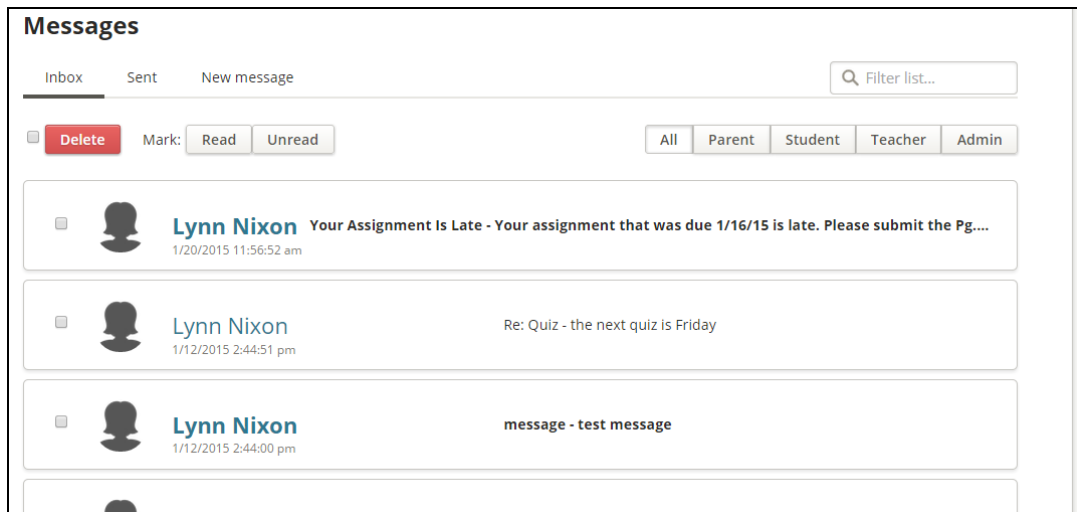 Messages
Inbox Sent New message Filter list...
Delete Mark: Read Unread All Parent Student Teacher Admin
Lynn Nixon Your Assignment Is Late - Your assignment that was due 1/16/15 is late. Please submit the Pg....
1/20/2015 11:56:52 am
Lynn Nixon Re: Quiz - the next quiz is Friday
1/12/2015 2:44:51 pm
Lynn Nixon message - test message
1/12/2015 2:44:00 pm